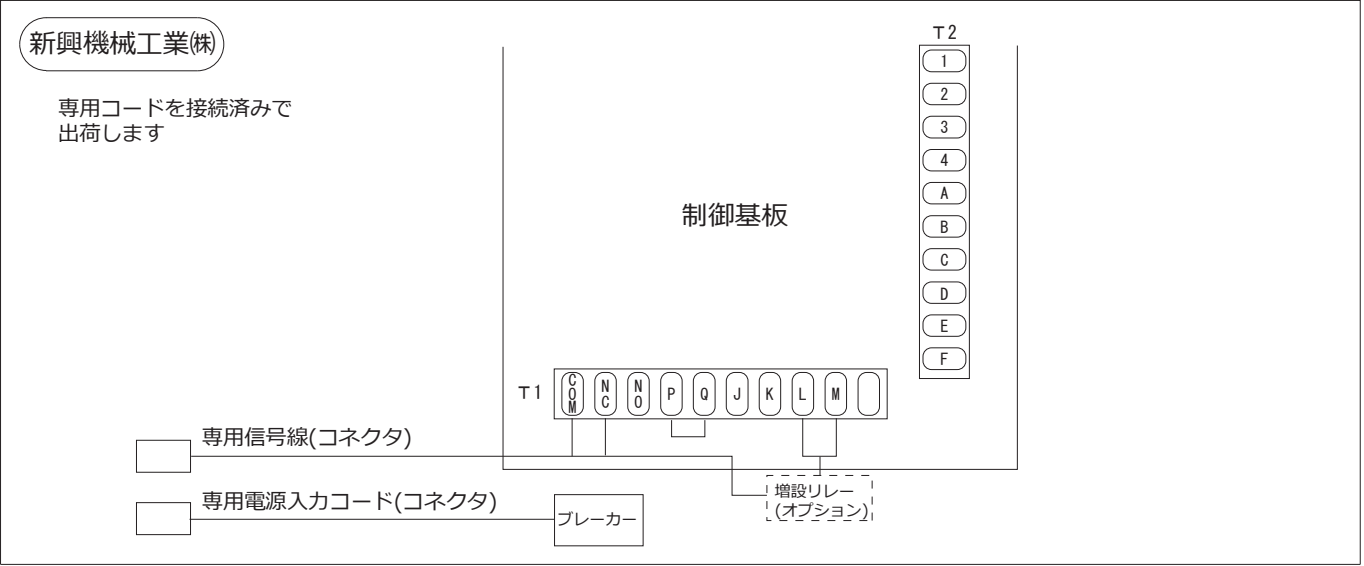 新興機械工業㈱
専用コードを接続済みで
出荷します
T2
1
2
3
4
A
B
C
D
E
F
制御基板
T1
COM
NC
NO
P
Q
J
K
L
M
専用信号線(コネクタ)
専用電源入力コード(コネクタ)
ブレーカー
増設リレー
(オプション)